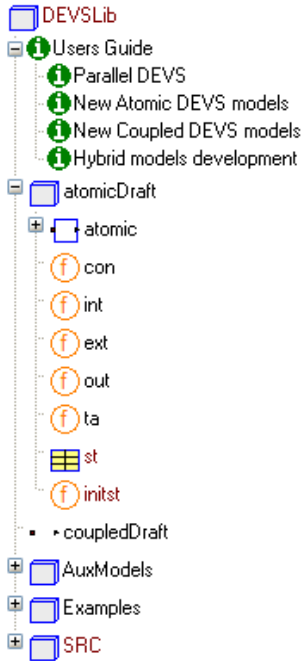 DEVSLib
Users Guide
Parallel DEVS
New Atomic DEVS models
New Coupled DEVS models
Hybrid models development
atomicDraft
atomic
f con
f int
f ext
f out
f ta
st
f initst
coupledDraft
AuxModels
Examples
SRC